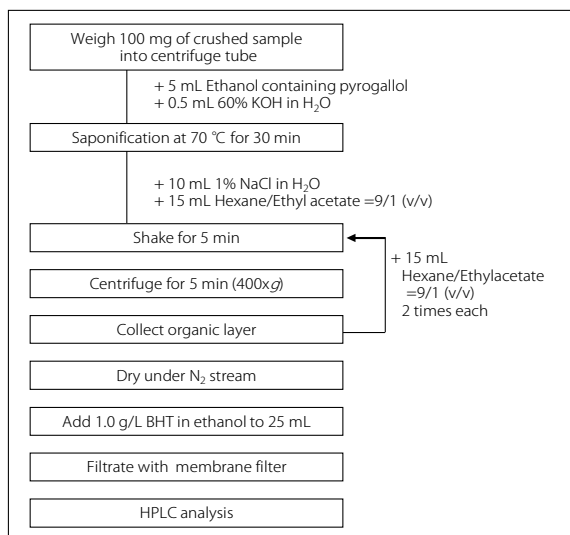 Weigh 100 mg of crushed sample
into centrifuge tube
+ 5 mL Ethanol containing pyrogallol
+ 0.5 mL 60% KOH in H₂O
Saponification at 70 ℃ for 30 min
+ 10 mL 1% NaCl in H₂O
+ 15 mL Hexane/Ethyl acetate =9/1 (v/v)
Shake for 5 min
+ 15 mL
Hexane/Ethylacetate
=9/1 (v/v)
2 times each
Centrifuge for 5 min (400xg)
Collect organic layer
Dry under N₂ stream
Add 1.0 g/L BHT in ethanol to 25 mL
Filtrate with membrane filter
HPLC analysis